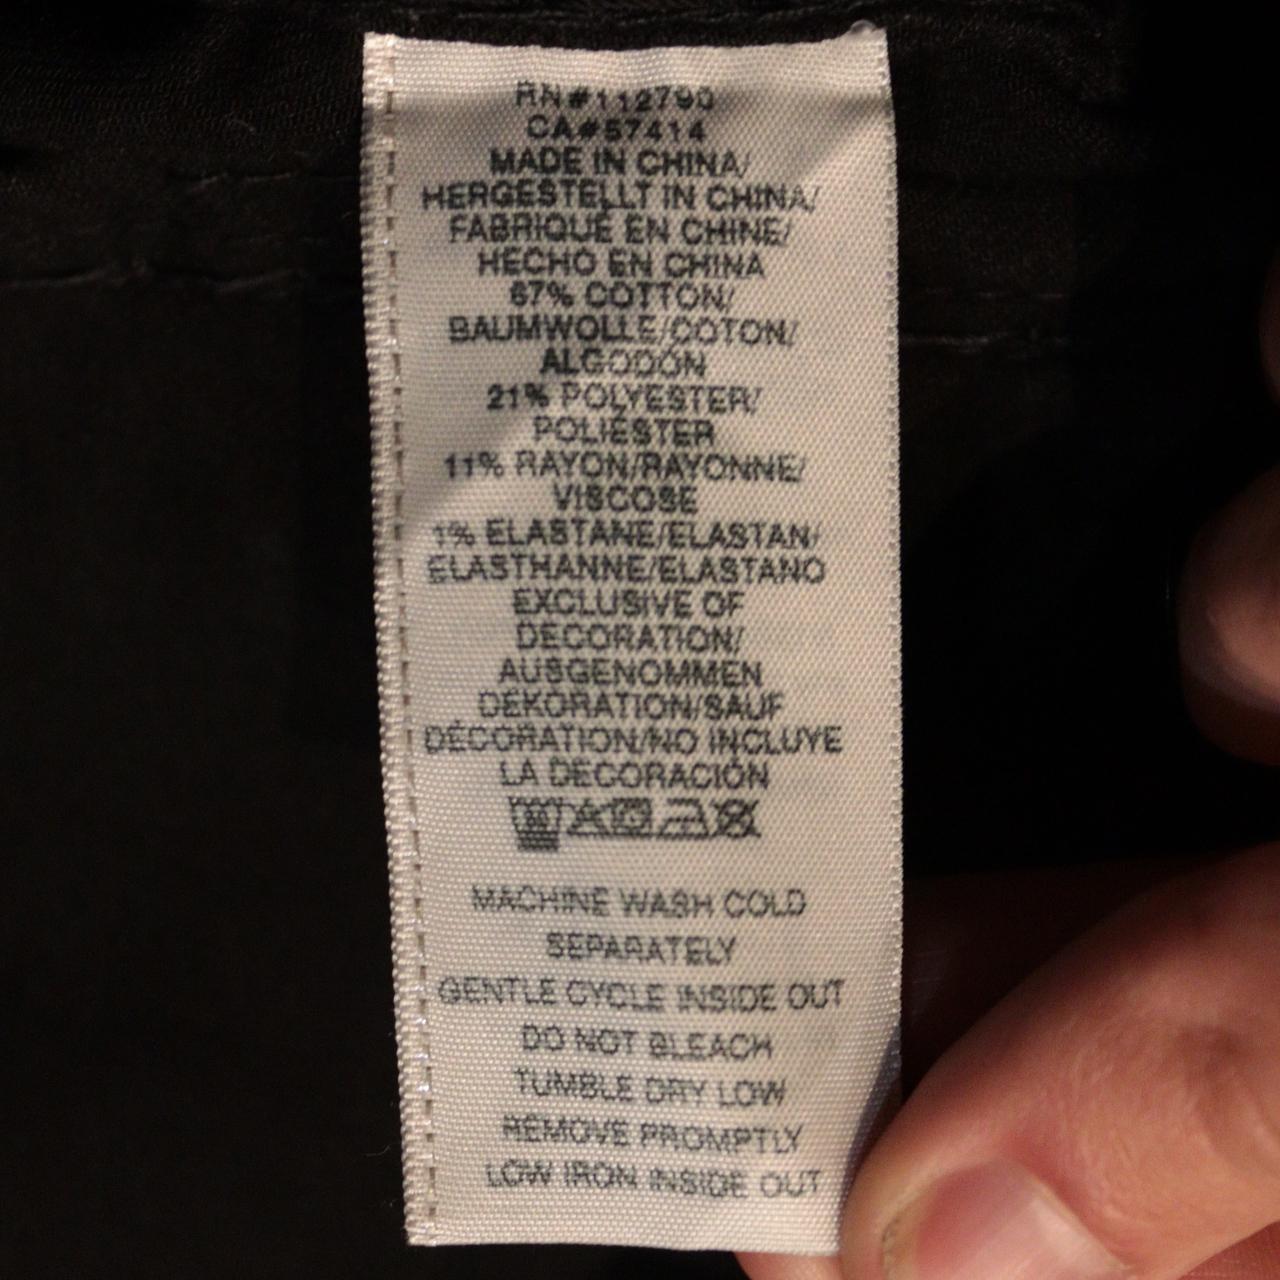 RN#112790
CA#57414
MADE IN CHINA/
HERGESTELLT IN CHINA/
FABRIQUÉ EN CHINE/
HECHO EN CHINA
67% COTTON/
BAUMWOLLE/COTON/
ALGODÓN
21% POLYESTER/
POLIÉSTER
11% RAYON/RAYONNE/
VISCOSE
1% ELASTANE/ELASTAN/
ELASTHANNE/ELASTANO
EXCLUSIVE OF
DECORATION/
AUSGENOMMEN
DEKORATION/SAUF
DÉCORATION/NO INCLUYE
LA DECORACIÓN
30
MACHINE WASH COLD
SEPARATELY
GENTLE CYCLE INSIDE OUT
DO NOT BLEACH
TUMBLE DRY LOW
REMOVE PROMPTLY
LOW IRON INSIDE OUT